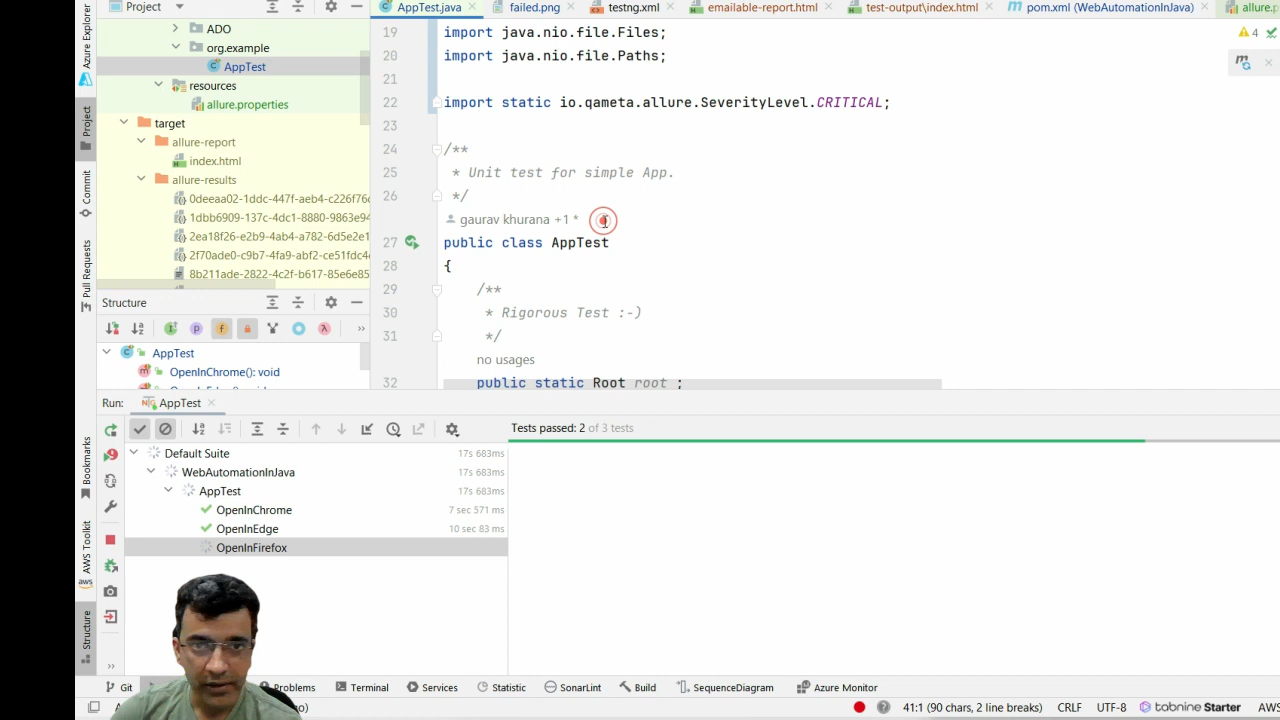 Project
AppTest.java
failed.png
testng.xml
emailable-report.html
test-output\index.html
pom.xml (WebAutomationInJava)
allure.p
Azure Explorer
Project
Commit
Pull Requests
Bookmarks
AWS Toolkit
aws
Structure
ADO
org.example
AppTest
resources
allure.properties
target
allure-report
index.html
allure-results
0deeaa02-1ddc-447f-aeb4-c226f76
1dbb6909-137c-4dc1-8880-9863e94
2ea18f26-e2b9-4ab4-a782-6d5e2e1
2f70ade0-c9b7-4fa9-abf2-ce51fdc4
8b211ade-2822-4c2f-b617-85e6e85
Structure
AppTest
OpenInChrome(): void
19 import java.nio.file.Files;
20 import java.nio.file.Paths;
21
22 import static io.qameta.allure.SeverityLevel.CRITICAL;
23
24 /**
25 * Unit test for simple App.
26 */
gaurav khurana +1 *
27 public class AppTest
28 {
29 /**
30 * Rigorous Test :-)
31 */
no usages
32 public static Root root ;
4
Run: AppTest
Tests passed: 2 of 3 tests
Default Suite 17s 683ms
WebAutomationInJava 17s 683ms
AppTest 17s 683ms
OpenInChrome 7 sec 571 ms
OpenInEdge 10 sec 83 ms
OpenInFirefox
Git
Problems
Terminal
Services
Statistic
SonarLint
Build
SequenceDiagram
Azure Monitor
41:1 (90 chars, 2 line breaks)
CRLF
UTF-8
tabnine Starter
AWS